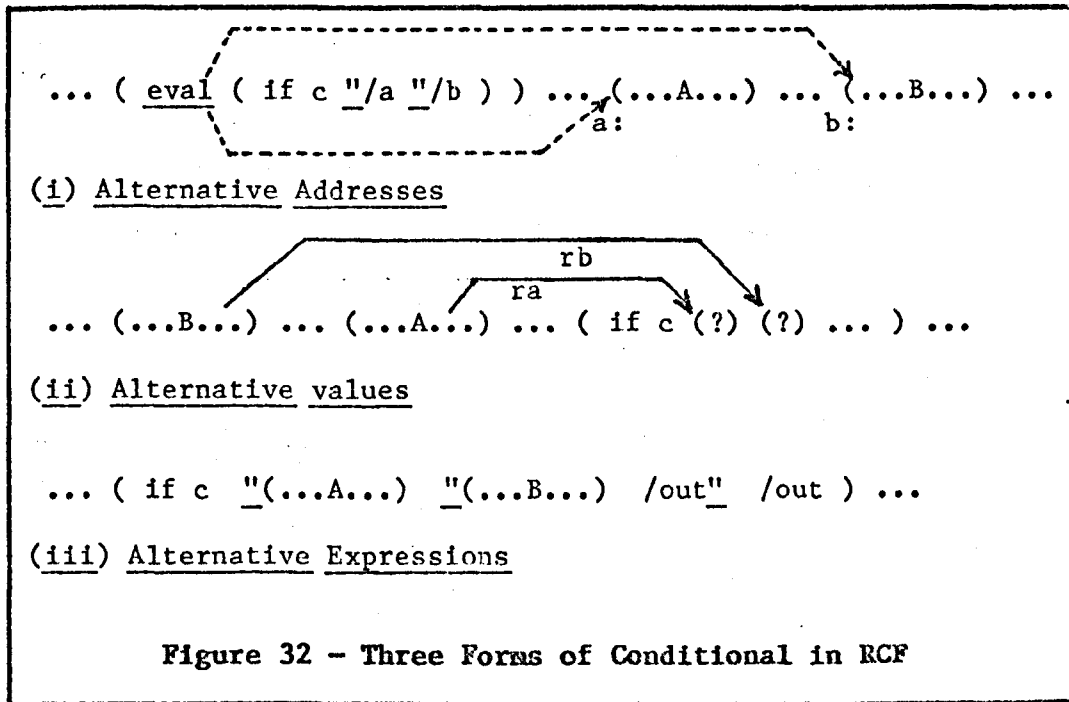 ... ( eval ( if c "/a "/b ) ) ... (...A...) ... (...B...) ...
a: b:
(i) Alternative Addresses
rb
ra
... (...B...) ... (...A...) ... ( if c (?) (?) ... ) ...
(ii) Alternative values
... ( if c "(...A...) "(...B...) /out" /out ) ...
(iii) Alternative Expressions
Figure 32 - Three Forms of Conditional in RCF